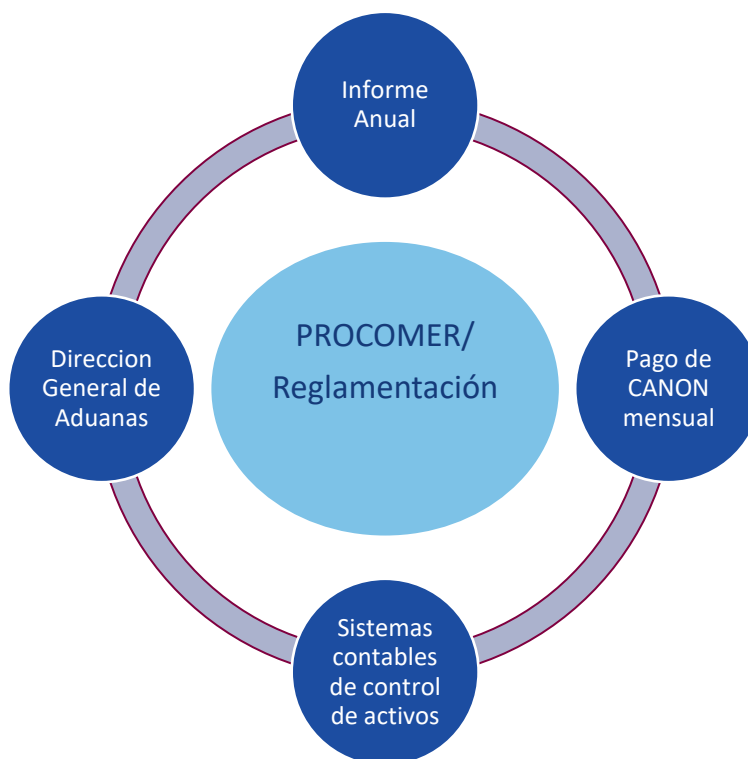 Informe
Anual
PROCOMER/
Reglamentación
Direccion
General de
Aduanas
Pago de
CANON
mensual
Sistemas
contables
de control
de activos